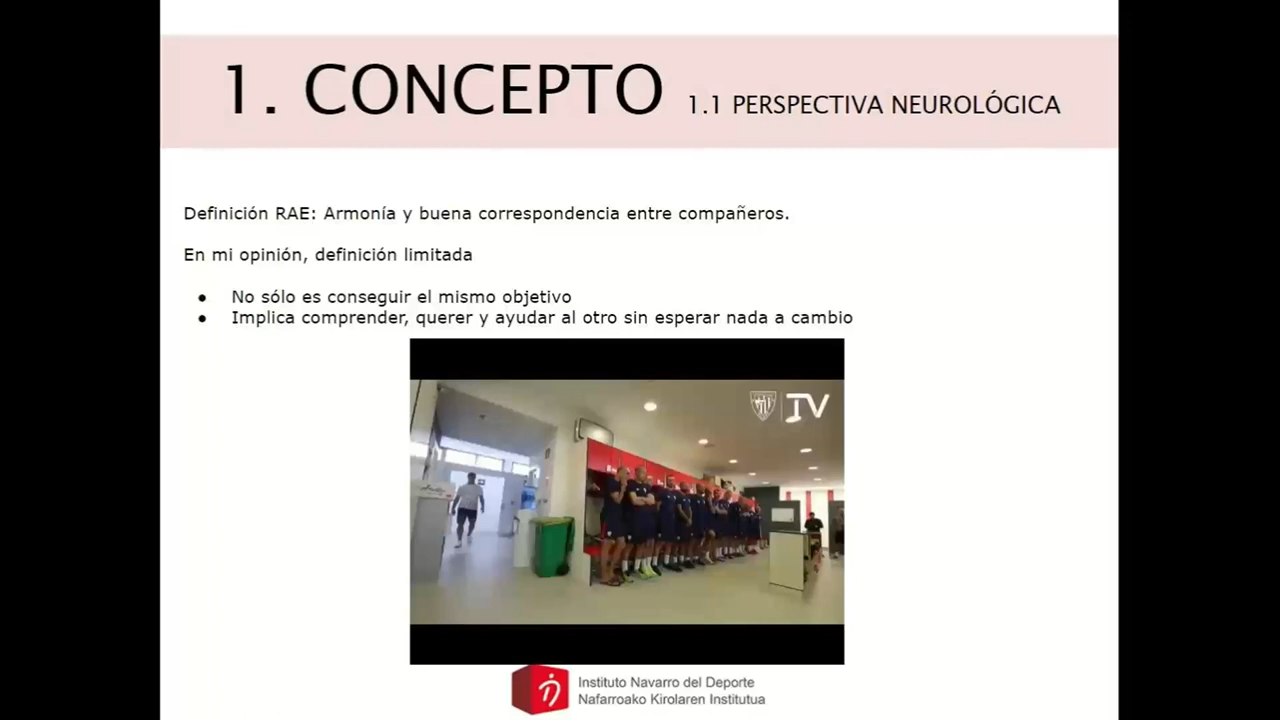 1. CONCEPTO 1.1 PERSPECTIVA NEUROLÓGICA
Definición RAE: Armonía y buena correspondencia entre compañeros.
En mi opinión, definición limitada
● No sólo es conseguir el mismo objetivo
● Implica comprender, querer y ayudar al otro sin esperar nada a cambio
TV
Instituto Navarro del Deporte
Nafarroako Kirolaren Institutua